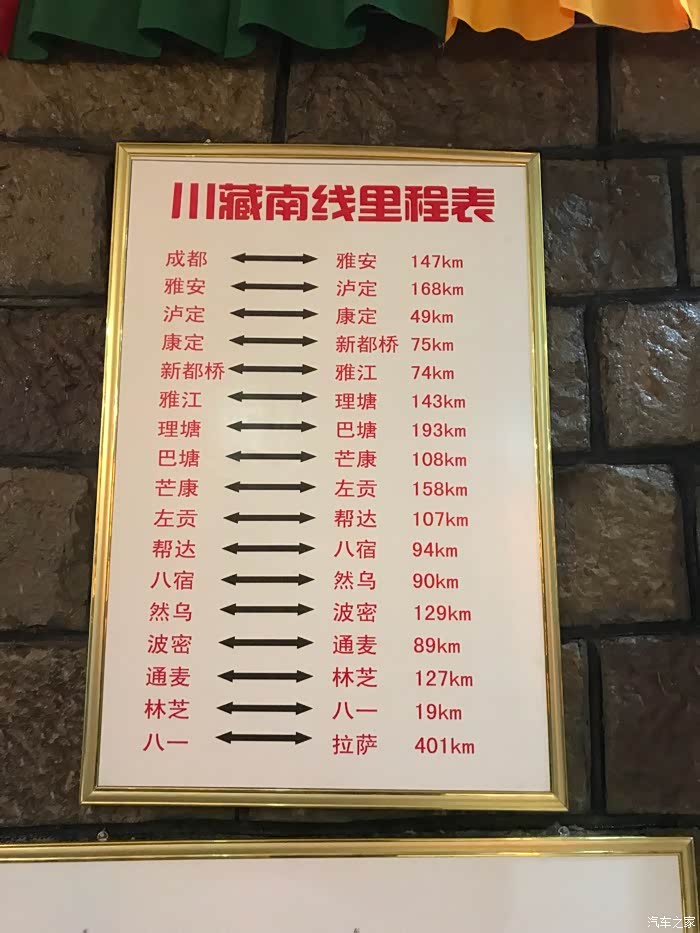 川藏南线里程表
成都 ⟷ 雅安 147km
雅安 ⟷ 泸定 168km
泸定 ⟷ 康定 49km
康定 ⟷ 新都桥 75km
新都桥 ⟷ 雅江 74km
雅江 ⟷ 理塘 143km
理塘 ⟷ 巴塘 193km
巴塘 ⟷ 芒康 108km
芒康 ⟷ 左贡 158km
左贡 ⟷ 帮达 107km
帮达 ⟷ 八宿 94km
八宿 ⟷ 然乌 90km
然乌 ⟷ 波密 129km
波密 ⟷ 通麦 89km
通麦 ⟷ 林芝 127km
林芝 ⟷ 八一 19km
八一 ⟷ 拉萨 401km
汽车之家